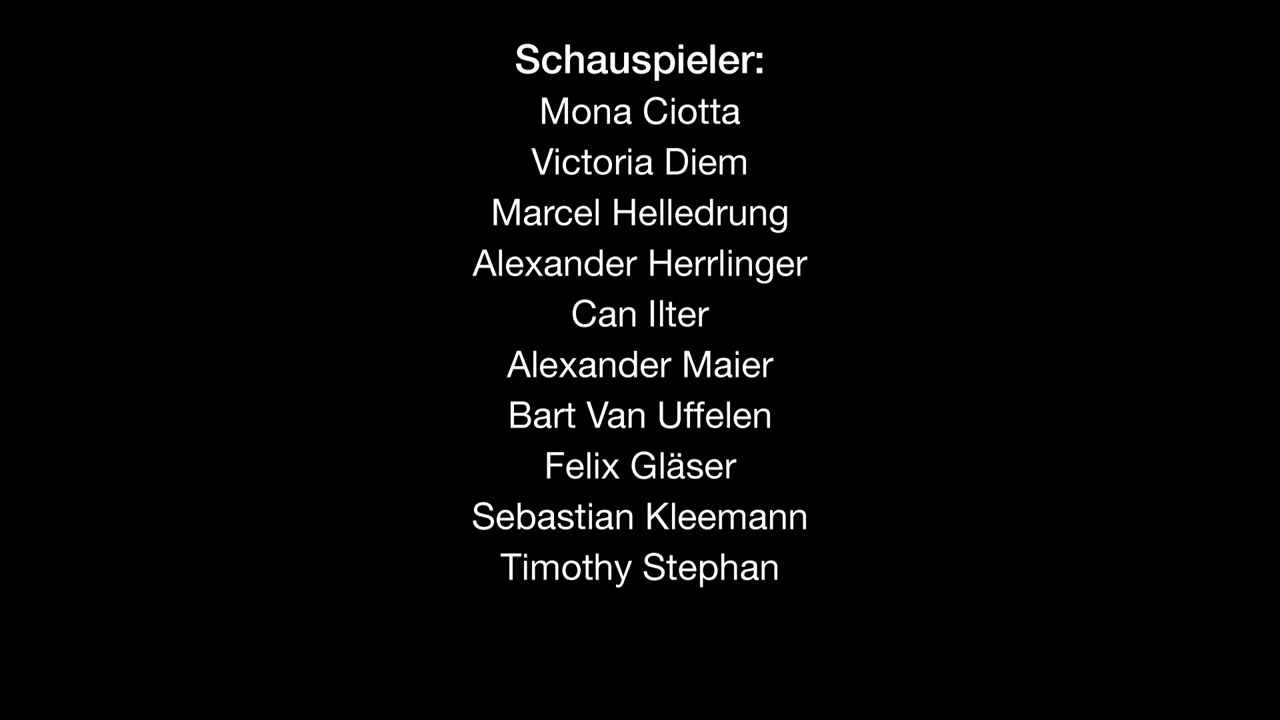 Schauspieler:
Mona Ciotta
Victoria Diem
Marcel Helledrung
Alexander Herrlinger
Can Ilter
Alexander Maier
Bart Van Uffelen
Felix Gläser
Sebastian Kleemann
Timothy Stephan